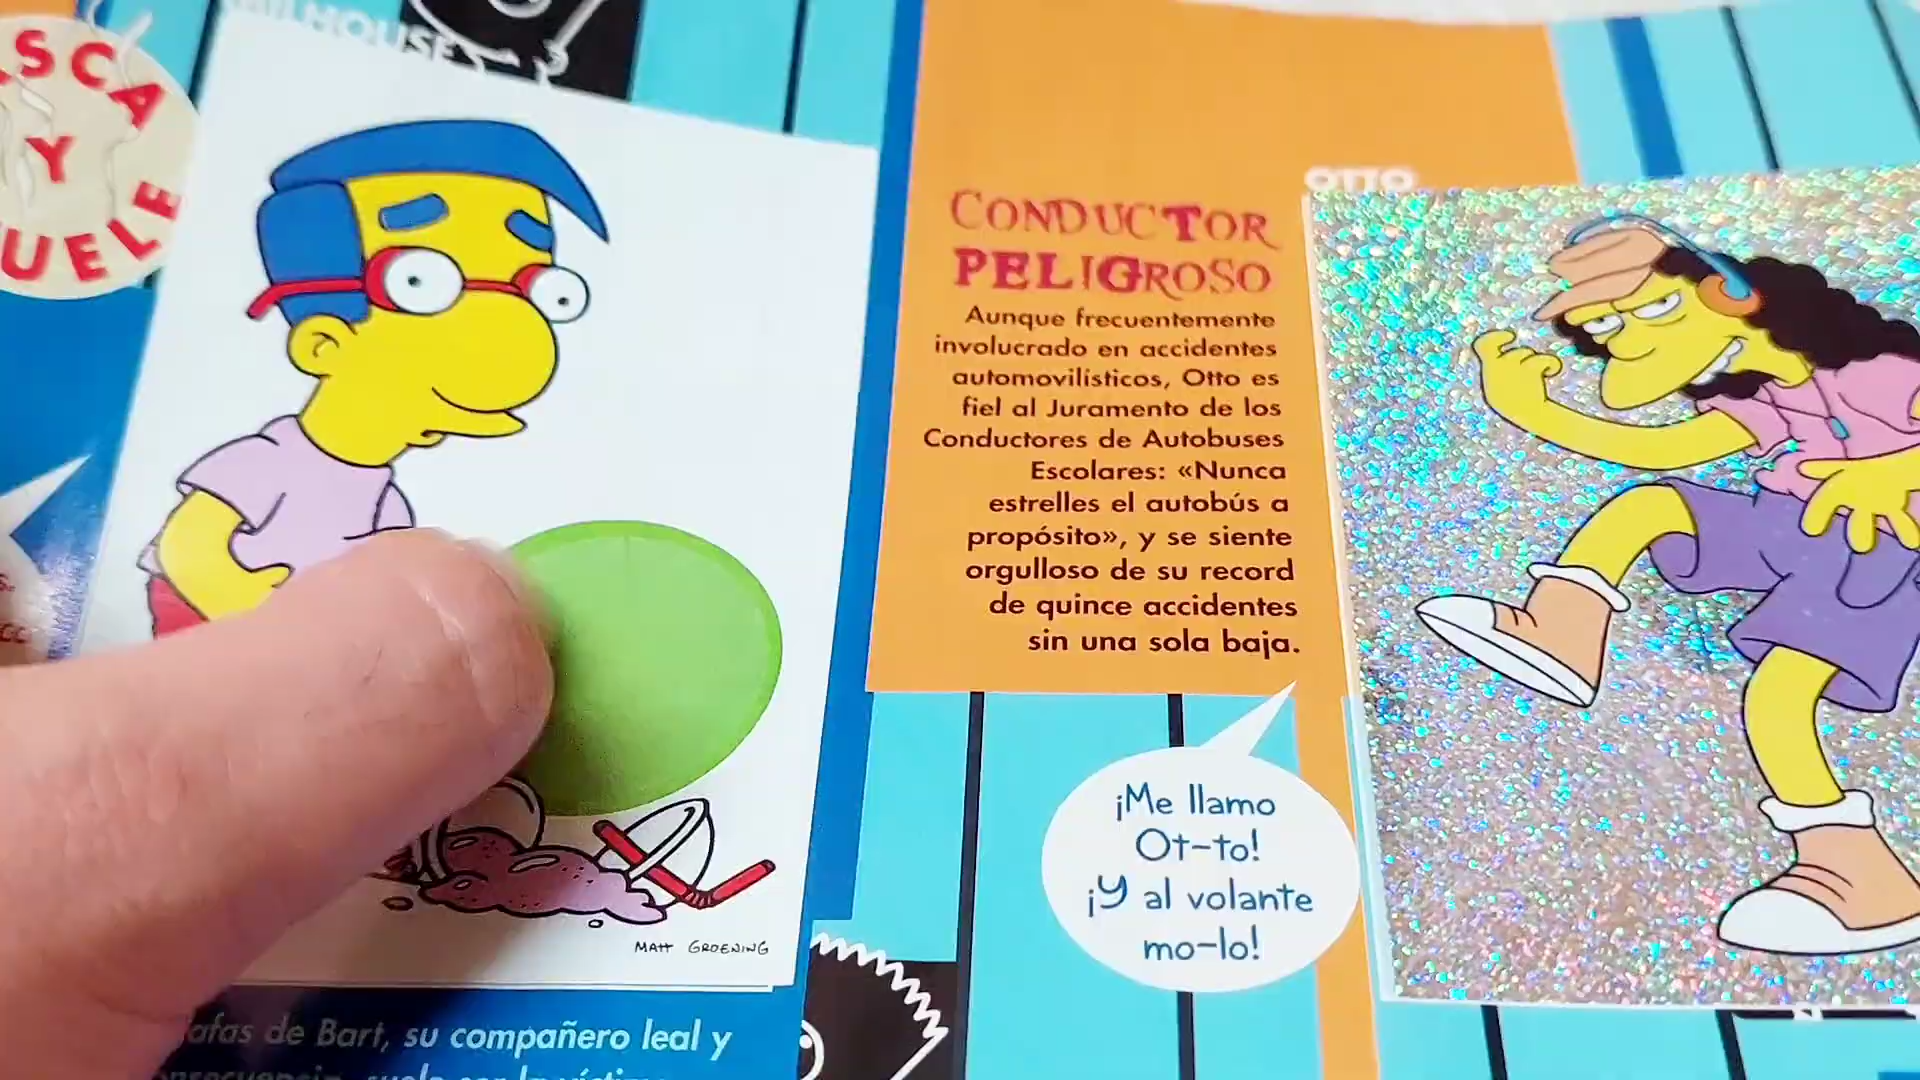 MILHOUSE
Y
CONDUCTOR
PELIGROSO
Aunque frecuentemente
involucrado en accidentes
automovilísticos, Otto es
fiel al Juramento de los
Conductores de Autobuses
Escolares: «Nunca
estrelles el autobús a
propósito», y se siente
orgulloso de su record
de quince accidentes
sin una sola baja.
OTTO
¡Me llamo
Ot-to!
¡Y al volante
mo-lo!
MATT GROENING
de Bart, su compañero leal y